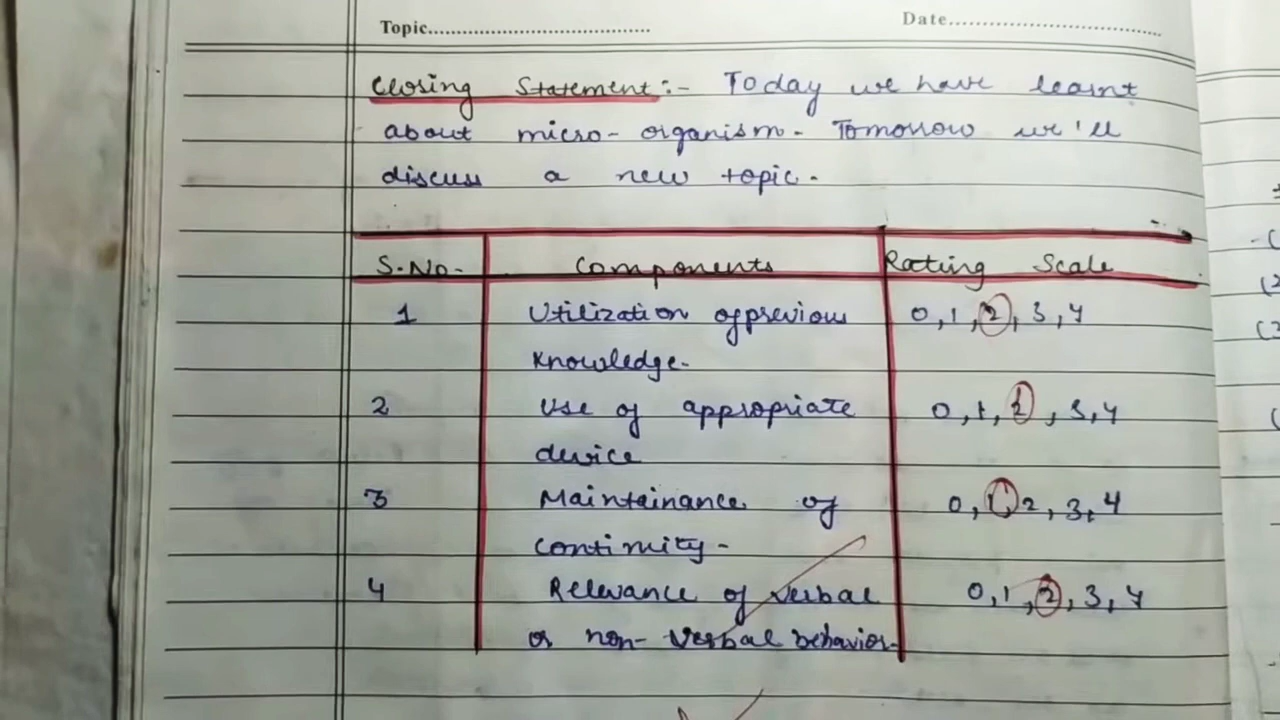 Topic.......................................... Date..........................................
Closing Statement:- Today we have learnt
about micro-organism. Tomorrow we'll
discuss a new topic.
S.No. Components Rating Scale
1 Utilization of previous 0,1,2,3,4
Knowledge.
2 Use of appropriate 0,1,2,3,4
device
3 Maintainance of 0,1,2,3,4
continuity.
4 Relevance of verbal 0,1,2,3,4
or non-verbal behavior.